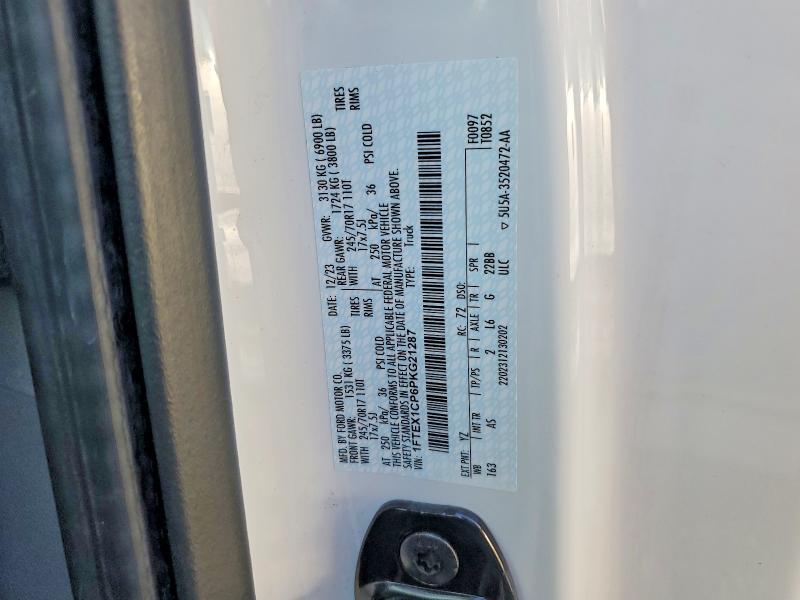 MFD. BY FORD MOTOR CO. DATE: 12/23 GVWR: 3130 KG ( 6900 LB)
FRONT GAWR: 1531 KG ( 3375 LB) REAR GAWR: 1724 KG ( 3800 LB)
WITH 245/70R17 110T TIRES WITH 245/70R17 110T TIRES
17x7.5J RIMS 17x7.5J RIMS
AT 250 kPa/ 36 PSI COLD AT 250 kPa/ 36 PSI COLD
THIS VEHICLE CONFORMS TO ALL APPLICABLE FEDERAL MOTOR VEHICLE
SAFETY STANDARDS IN EFFECT ON THE DATE OF MANUFACTURE SHOWN ABOVE.
VIN: 1FTEX1CP6PKG21287 TYPE: Truck
F0097
T0852
EXT PNT: YZ RC: 72 DSO:
WB INT TR TP/PS R AXLE TR SPR
163 AS 2 L6 G 22BB
2202312130202 ULC
▽ 5U5A-3520472-AA